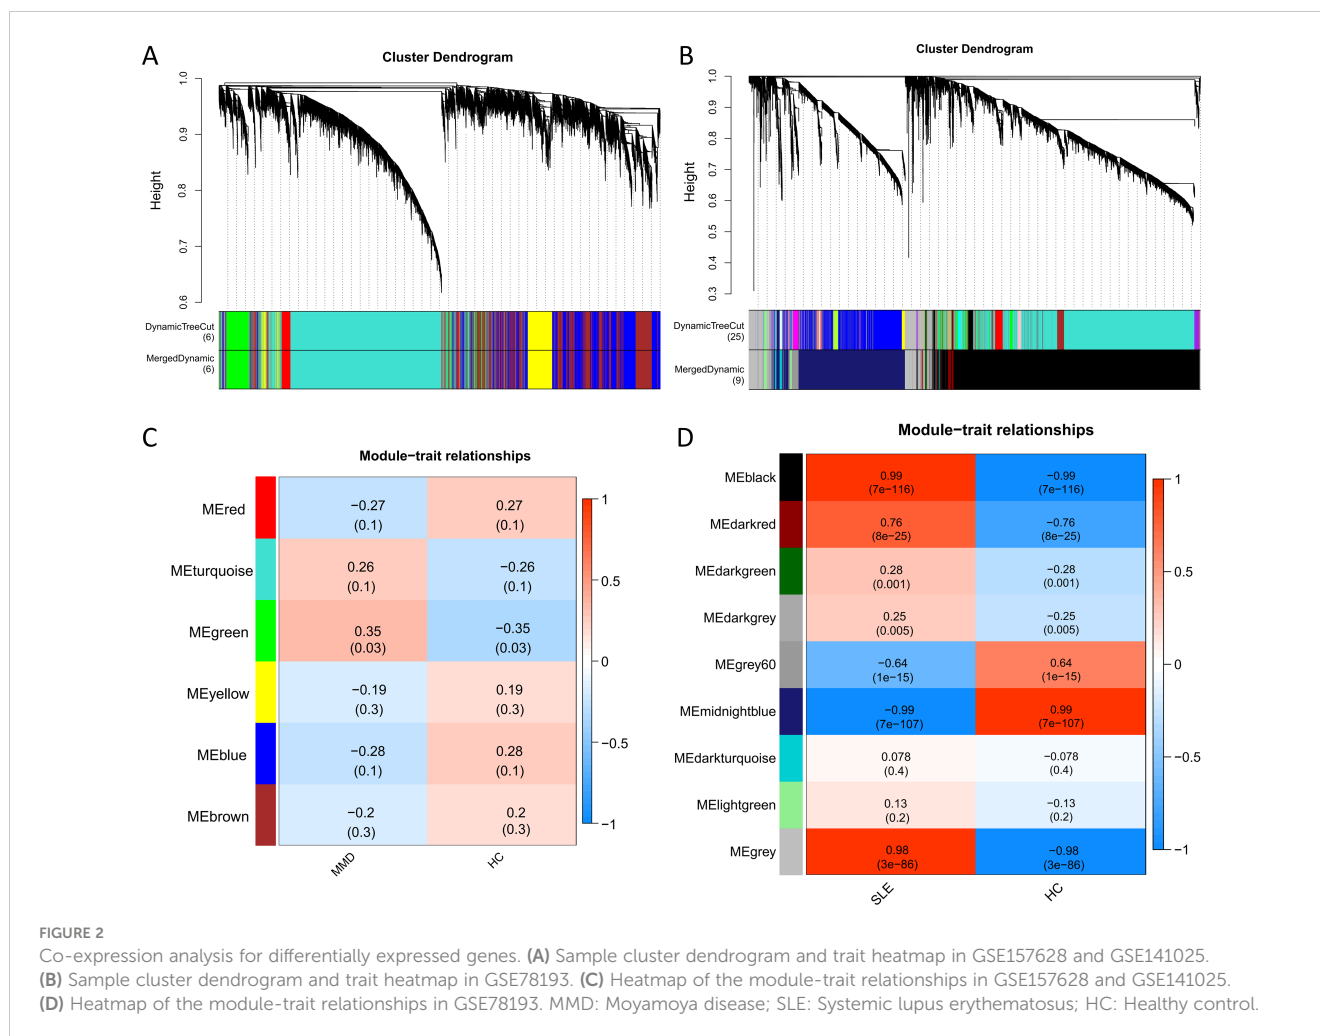 A
Cluster Dendrogram
Height
1.0
0.9
0.8
0.7
0.6
DynamicTreeCut
(6)
MergedDynamic
(6)
B
Cluster Dendrogram
Height
1.0
0.9
0.8
0.7
0.6
0.5
0.4
0.3
DynamicTreeCut
(25)
MergedDynamic
(9)
C
Module−trait relationships
MEred
−0.27
(0.1)
0.27
(0.1)
MEturquoise
0.26
(0.1)
−0.26
(0.1)
MEgreen
0.35
(0.03)
−0.35
(0.03)
MEyellow
−0.19
(0.3)
0.19
(0.3)
MEblue
−0.28
(0.1)
0.28
(0.1)
MEbrown
−0.2
(0.3)
0.2
(0.3)
MMD
HC
1
0.5
0
−0.5
−1
D
Module−trait relationships
MEblack
0.99
(7e−116)
−0.99
(7e−116)
MEdarkred
0.76
(8e−25)
−0.76
(8e−25)
MEdarkgreen
0.28
(0.001)
−0.28
(0.001)
MEdarkgrey
0.25
(0.005)
−0.25
(0.005)
MEgrey60
−0.64
(1e−15)
0.64
(1e−15)
MEmidnightblue
−0.99
(7e−107)
0.99
(7e−107)
MEdarkturquoise
0.078
(0.4)
−0.078
(0.4)
MElightgreen
0.13
(0.2)
−0.13
(0.2)
MEgrey
0.98
(3e−86)
−0.98
(3e−86)
SLE
HC
1
0.5
0
−0.5
−1
FIGURE 2
Co-expression analysis for differentially expressed genes. (A) Sample cluster dendrogram and trait heatmap in GSE157628 and GSE141025.
(B) Sample cluster dendrogram and trait heatmap in GSE78193. (C) Heatmap of the module-trait relationships in GSE157628 and GSE141025.
(D) Heatmap of the module-trait relationships in GSE78193. MMD: Moyamoya disease; SLE: Systemic lupus erythematosus; HC: Healthy control.